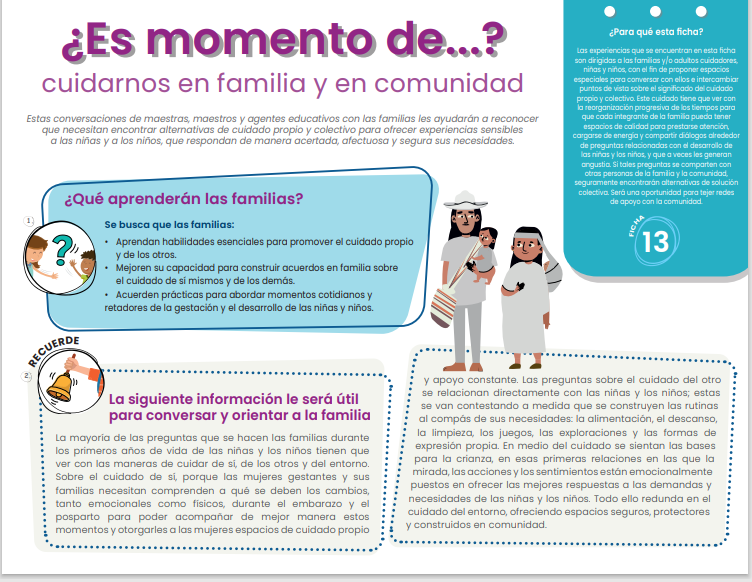 ¿Es momento de...?
cuidarnos en familia y en comunidad
Estas conversaciones de maestras, maestros y agentes educativos con las familias les ayudarán a reconocer
que necesitan encontrar alternativas de cuidado propio y colectivo para ofrecer experiencias sensibles
a las niñas y a los niños, que respondan de manera acertada, afectuosa y segura sus necesidades.
¿Para qué esta ficha?
Las experiencias que se encuentran en esta ficha
son dirigidas a las familias y/o adultos cuidadores,
niñas y niños, con el fin de proponer espacios
especiales para conversar con ellos e intercambiar
puntos de vista sobre el significado del cuidado
propio y colectivo. Este cuidado tiene que ver con
la reorganización progresiva de los tiempos para
que cada integrante de la familia pueda tener
espacios de calidad para prestarse atención,
cargarse de energía y compartir diálogos alrededor
de preguntas relacionadas con el desarrollo de
las niñas y los niños, y que a veces les generan
angustia. Si tales preguntas se comparten con
otras personas de la familia y la comunidad,
seguramente encontrarán alternativas de solución
colectiva. Será una oportunidad para tejer redes
de apoyo con la comunidad.
FICHA
13
¿Qué aprenderán las familias?
1
?
Se busca que las familias:
• Aprendan habilidades esenciales para promover el cuidado propio
y de los otros.
• Mejoren su capacidad para construir acuerdos en familia sobre
el cuidado de sí mismos y de los demás.
• Acuerden prácticas para abordar momentos cotidianos y
retadores de la gestación y el desarrollo de las niñas y niños.
RECUERDE
2
La siguiente información le será útil
para conversar y orientar a la familia
La mayoría de las preguntas que se hacen las familias durante
los primeros años de vida de las niñas y los niños tienen que
ver con las maneras de cuidar de sí, de los otros y del entorno.
Sobre el cuidado de sí, porque las mujeres gestantes y sus
familias necesitan comprenden a qué se deben los cambios,
tanto emocionales como físicos, durante el embarazo y el
posparto para poder acompañar de mejor manera estos
momentos y otorgarles a las mujeres espacios de cuidado propio
y apoyo constante. Las preguntas sobre el cuidado del otro
se relacionan directamente con las niñas y los niños; estas
se van contestando a medida que se construyen las rutinas
al compás de sus necesidades: la alimentación, el descanso,
la limpieza, los juegos, las exploraciones y las formas de
expresión propia. En medio del cuidado se sientan las bases
para la crianza, en esas primeras relaciones en las que la
mirada, las acciones y los sentimientos están emocionalmente
puestos en ofrecer las mejores respuestas a las demandas y
necesidades de las niñas y los niños. Todo ello redunda en el
cuidado del entorno, ofreciendo espacios seguros, protectores
y construidos en comunidad.